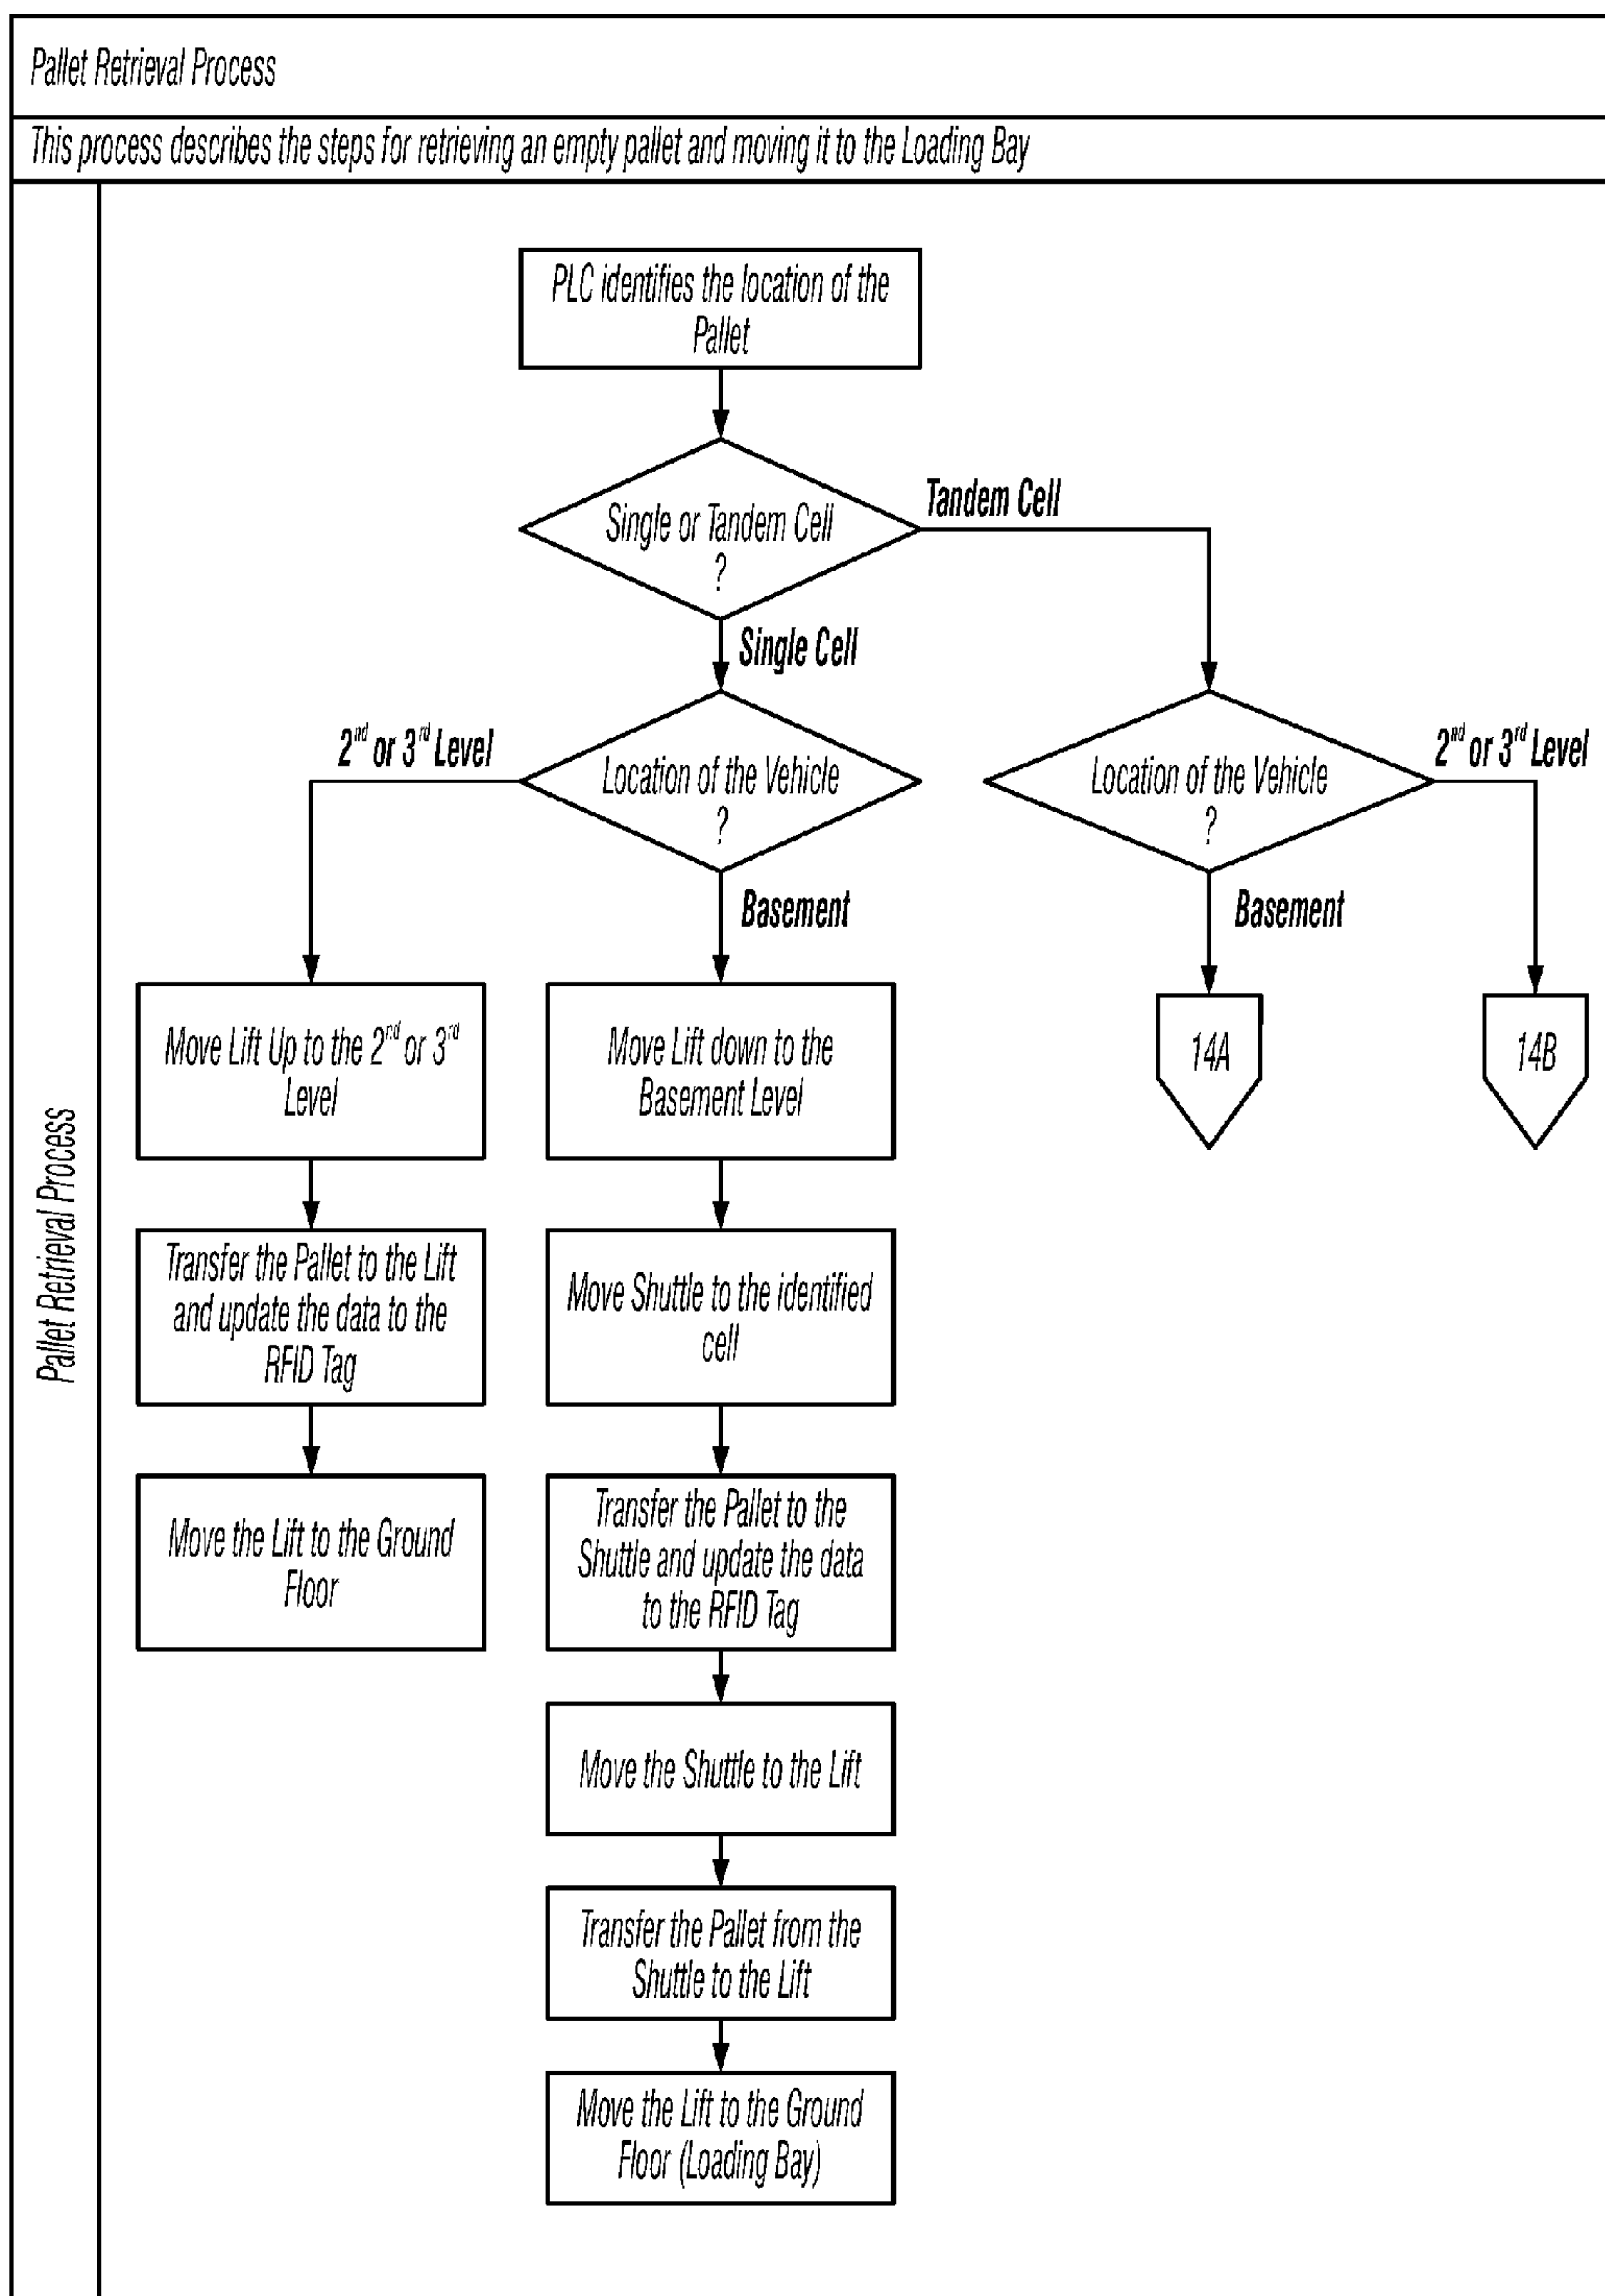 Pallet Retrieval Process
This process describes the steps for retrieving an empty pallet and moving it to the Loading Bay
Pallet Retrieval Process
PLC identifies the location of the
Pallet
Single or Tandem Cell
?
Tandem Cell
Single Cell
2nd or 3rd Level
Location of the Vehicle
?
Basement
Location of the Vehicle
?
2nd or 3rd Level
Basement
Move Lift Up to the 2nd or 3rd
Level
Move Lift down to the
Basement Level
14A
14B
Transfer the Pallet to the Lift
and update the data to the
RFID Tag
Move Shuttle to the identified
cell
Move the Lift to the Ground
Floor
Transfer the Pallet to the
Shuttle and update the data
to the RFID Tag
Move the Shuttle to the Lift
Transfer the Pallet from the
Shuttle to the Lift
Move the Lift to the Ground
Floor (Loading Bay)